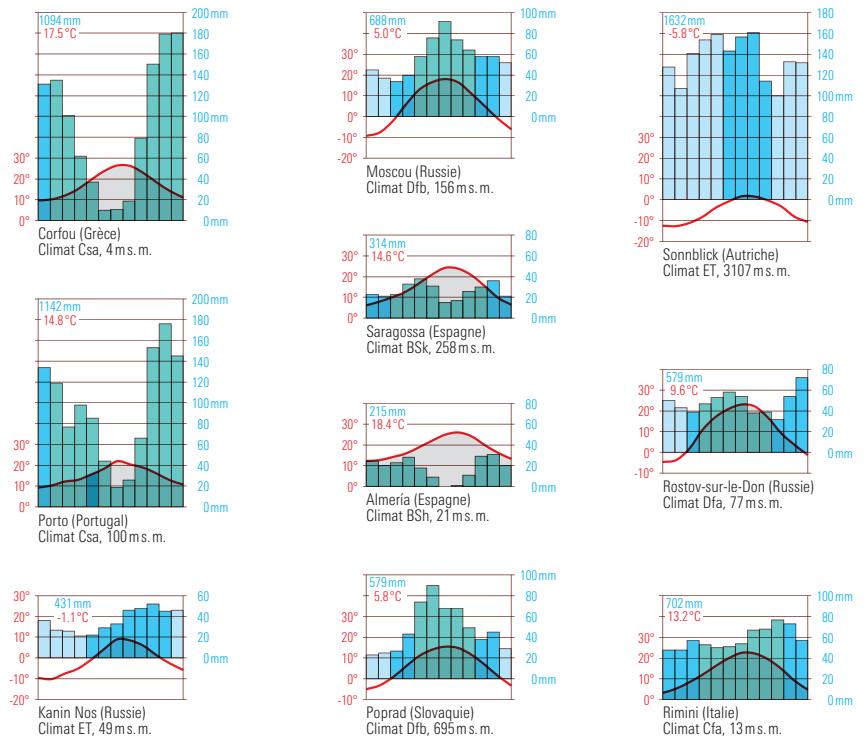 1094 mm
17.5 °C
200 mm
180
160
140
120
100 mm
80
60
40
20
0 mm
30°
20°
10°
0°
Corfou (Grèce)
Climat Csa, 4 m s. m.
1142 mm
14.8 °C
200 mm
180
160
140
120
100 mm
80
60
40
20
0 mm
30°
20°
10°
0°
Porto (Portugal)
Climat Csa, 100 m s. m.
431 mm
-1.1 °C
60
40
20
0 mm
30°
20°
10°
0°
-10°
-20°
Kanin Nos (Russie)
Climat ET, 49 m s. m.
688 mm
5.0 °C
100 mm
80
60
40
20
0 mm
30°
20°
10°
0°
-10°
-20°
Moscou (Russie)
Climat Dfb, 156 m s. m.
314 mm
14.6 °C
80
60
40
20
0 mm
30°
20°
10°
0°
Saragossa (Espagne)
Climat BSk, 258 m s. m.
215 mm
18.4 °C
80
60
40
20
0 mm
30°
20°
10°
0°
Almería (Espagne)
Climat BSh, 21 m s. m.
579 mm
5.8 °C
100 mm
80
60
40
20
0 mm
30°
20°
10°
0°
-10°
Poprad (Slovaquie)
Climat Dfb, 695 m s. m.
1632 mm
-5.8 °C
180
160
140
120
100 mm
80
60
40
20
0
0°
-10°
-20°
Sonnblick (Autriche)
Climat ET, 3107 m s. m.
579 mm
9.6 °C
80
60
40
20
0 mm
30°
20°
10°
0°
-10°
Rostov-sur-le-Don (Russie)
Climat Dfa, 77 m s. m.
702 mm
13.2 °C
100 mm
80
60
40
20
0 mm
30°
20°
10°
0°
Rimini (Italie)
Climat Cfa, 13 m s. m.